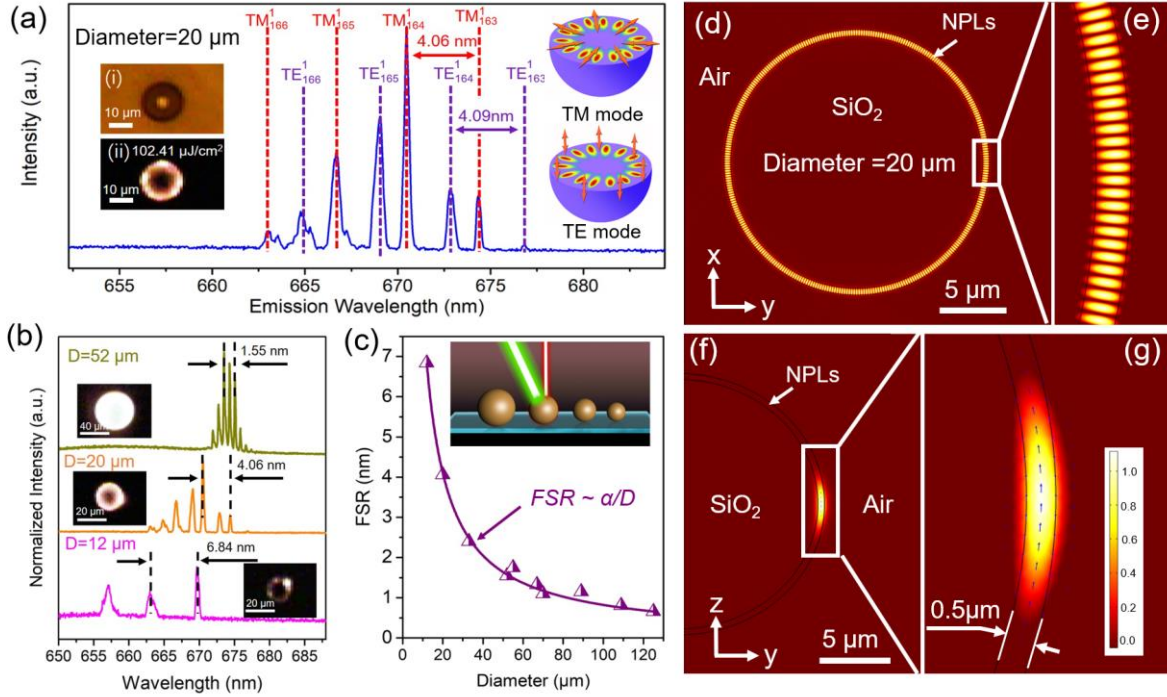 (a)
Diameter=20 μm
TM¹₁₆₆
TM¹₁₆₅
TM¹₁₆₄
TM¹₁₆₃
4.06 nm
TE¹₁₆₆
TE¹₁₆₅
TE¹₁₆₄
TE¹₁₆₃
4.09nm
(i)
10 μm
(ii) 102.41 μJ/cm²
10 μm
TM mode
TE mode
Intensity (a.u.)
655 660 665 670 675 680
Emission Wavelength (nm)
(b)
D=52 μm
1.55 nm
40 μm
D=20 μm
4.06 nm
20 μm
D=12 μm
6.84 nm
20 μm
Normalized Intensity (a.u.)
650 655 660 665 670 675 680 685
Wavelength (nm)
(c)
7
6
5
4
3
2
1
0
FSR (nm)
FSR ~ α/D
0 20 40 60 80 100 120
Diameter (μm)
(d)
NPLs
Air
SiO₂
Diameter =20 μm
x
y
5 μm
(e)
(f)
NPLs
SiO₂
Air
z
y
5 μm
(g)
0.5μm
1.0
0.8
0.6
0.4
0.2
0.0